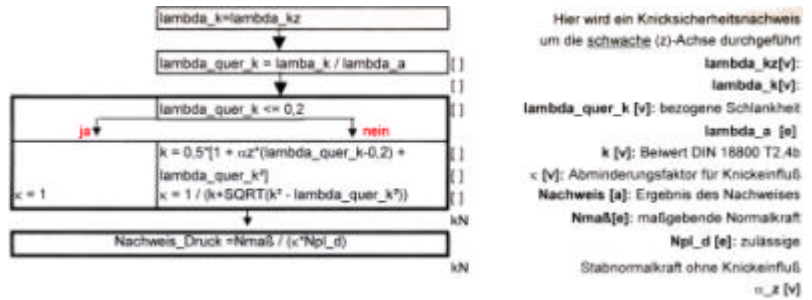 lambda_k=lambda_kz
lambda_quer_k = lamba_k / lambda_a
[ ]
[ ]
lambda_quer_k <= 0,2
[ ]
ja
nein
k = 0,5*[1 + αz*(lambda_quer_k-0,2) +
[ ]
lambda_quer_k²]
[ ]
κ = 1
κ = 1 / (k+SQRT(k² - lambda_quer_k²))
[ ]
kN
Nachweis_Druck =Nmaß / (κ*Npl_d)
kN
Hier wird ein Knicksicherheitsnachweis
um die schwache (z)-Achse durchgeführt
lambda_kz[v]:
lambda_k[v]:
lambda_quer_k [v]: bezogene Schlankheit
lambda_a [e]
k [v]: Beiwert DIN 18800 T2.4b
κ [v]: Abminderungsfaktor für Knickeinfluß
Nachweis [a]: Ergebnis des Nachweises
Nmaß[e]: maßgebende Normalkraft
Npl_d [e]: zulässige
Stabnormalkraft ohne Knickeinfluß
α_z [v]